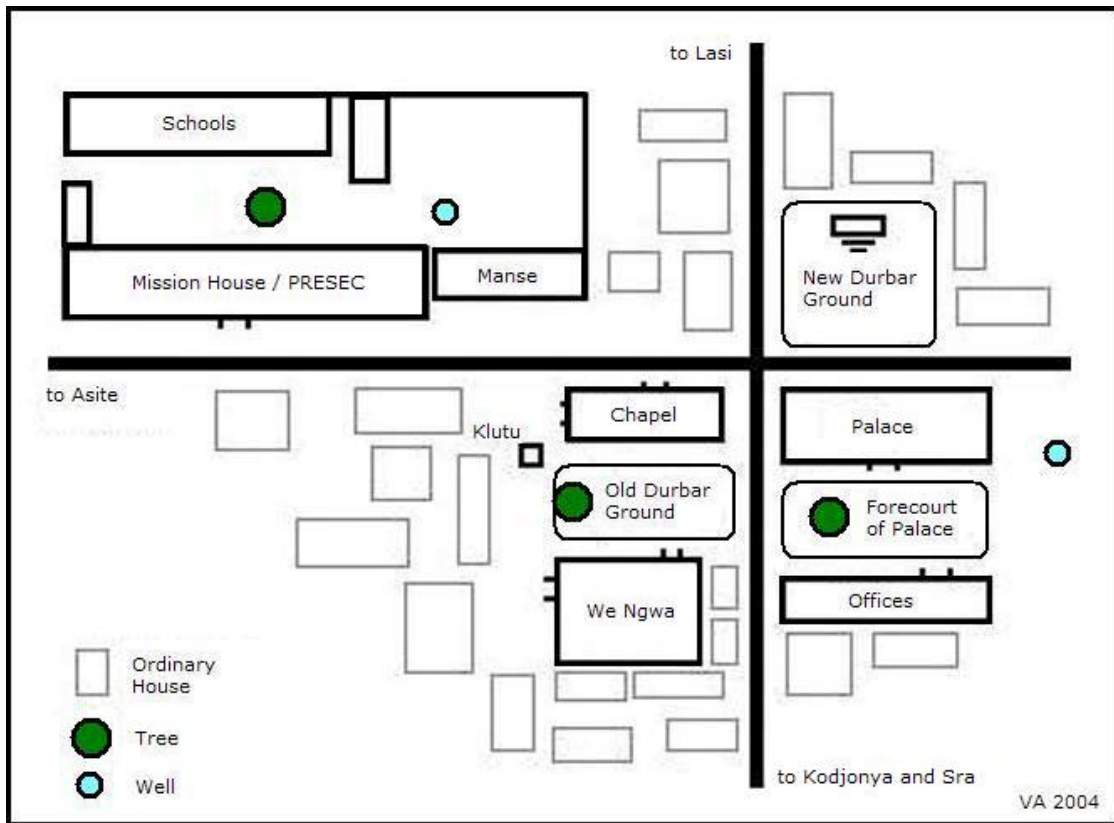 to Lasi
Schools
Mission House / PRESEC
Manse
New Durbar
Ground
to Asite
Chapel
Palace
Klutu
Old Durbar
Ground
Forecourt
of Palace
We Ngwa
Offices
Ordinary
House
Tree
Well
to Kodjonya and Sra
VA 2004